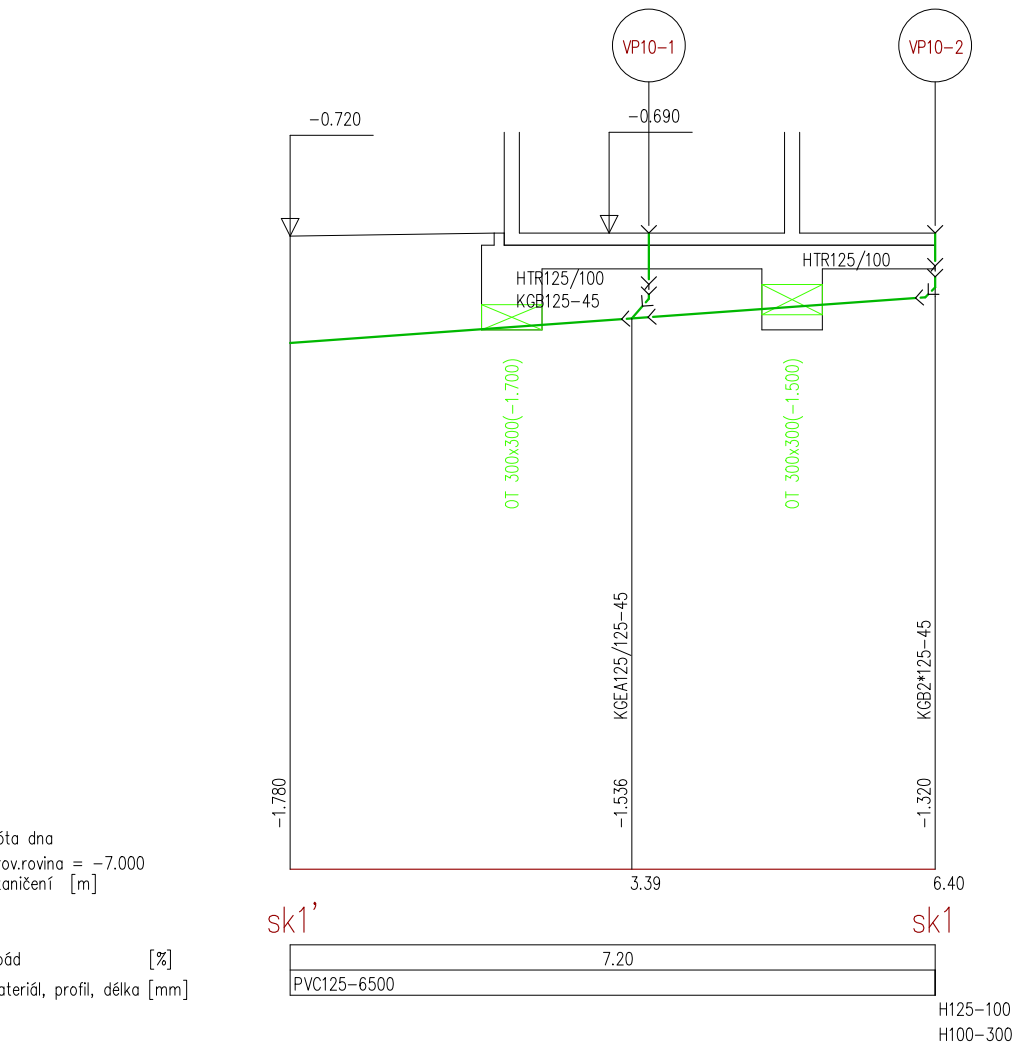 VP10-1
VP10-2
-0.720
-0.690
HTR125/100
HTR125/100
KGB125-45
OT 300x300(-1.700)
OT 300x300(-1.500)
KGEA125/125-45
KGB2*125-45
-1.780
-1.536
-1.320
óta dna
ov.rovina = -7.000
aničení [m]
3.39
6.40
sk1'
sk1
ád [%]
7.20
ateriál, profil, délka [mm]
PVC125-6500
H125-100
H100-300